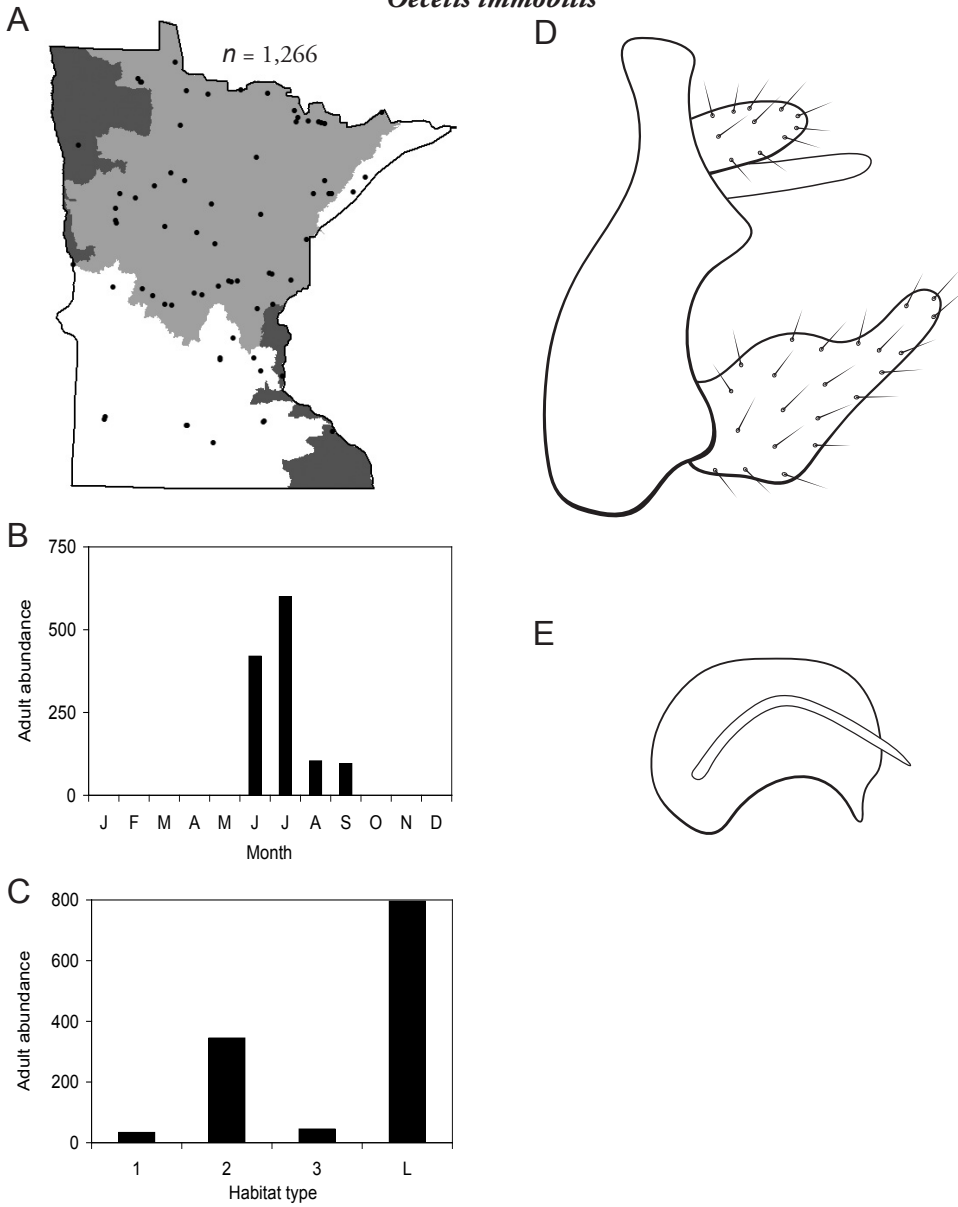 Oecetis immobilis
A
n = 1,266
B
750
500
250
0
Adult abundance
J F M A M J J A S O N D
Month
C
800
600
400
200
0
Adult abundance
1 2 3 L
Habitat type
D
E